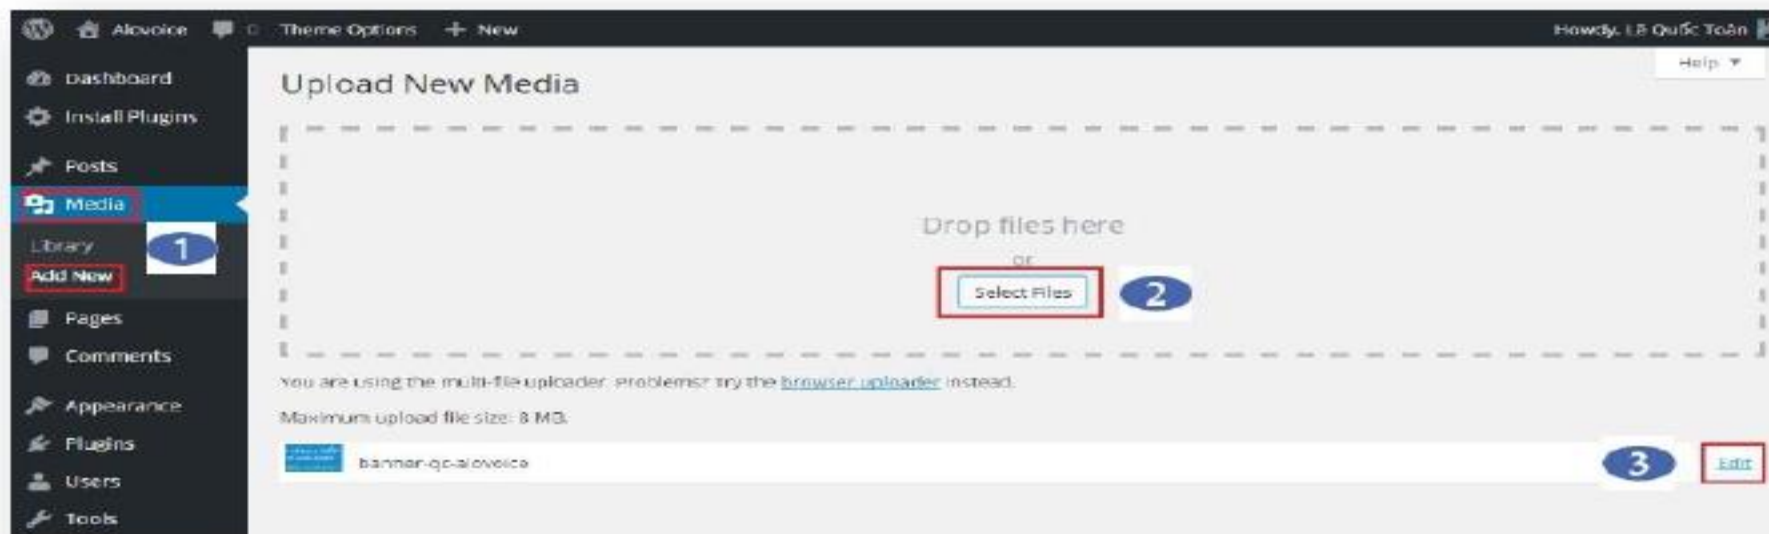 Alovoice 0 Theme Options + New Howdy, Lê Quốc Toàn
Help
Dashboard
Install Plugins
Posts
Media
Library
Add New
Pages
Comments
Appearance
Plugins
Users
Tools
1
Upload New Media
Drop files here
or
Select Files
2
You are using the multi-file uploader. Problems? Try the browser uploader instead.
Maximum upload file size: 8 MB.
banner-qc-alovoice
3
Edit